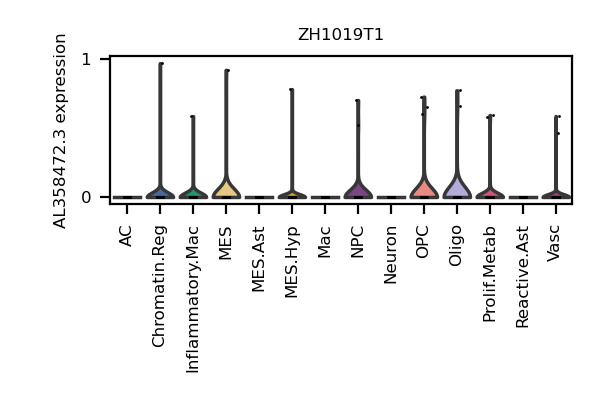 ZH1019T1
AL358472.3 expression
1
0
AC
Chromatin.Reg
Inflammatory.Mac
MES
MES.Ast
MES.Hyp
Mac
NPC
Neuron
OPC
Oligo
Prolif.Metab
Reactive.Ast
Vasc